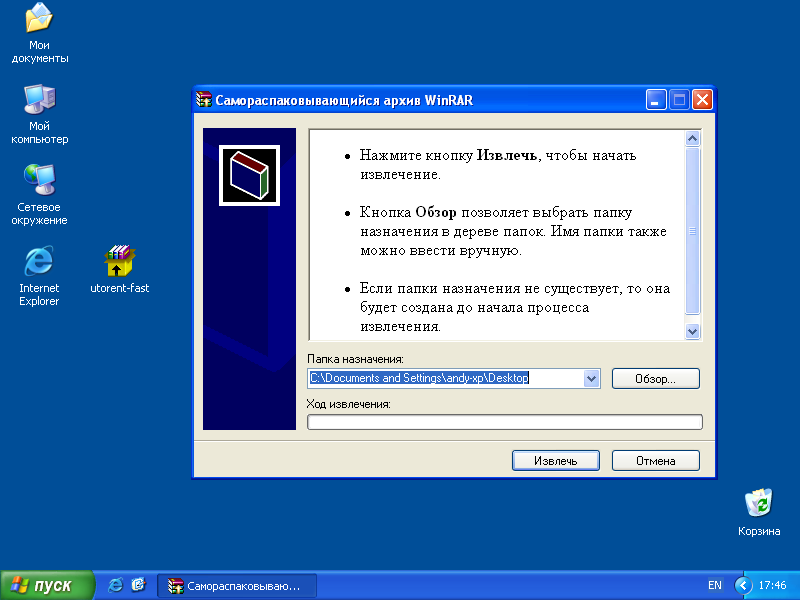 Мои
документы
Мой
компьютер
Сетевое
окружение
Internet
Explorer
utorent-fast
Самораспаковывающийся архив WinRAR
Нажмите кнопку Извлечь, чтобы начать
извлечение.
Кнопка Обзор позволяет выбрать папку
назначения в дереве папок. Имя папки также
можно ввести вручную.
Если папки назначения не существует, то она
будет создана до начала процесса
извлечения.
Папка назначения:
C:\Documents and Settings\andy-xp\Desktop
Обзор...
Ход извлечения:
Извлечь
Отмена
Корзина
пуск
Самораспаковываю...
EN
17:46